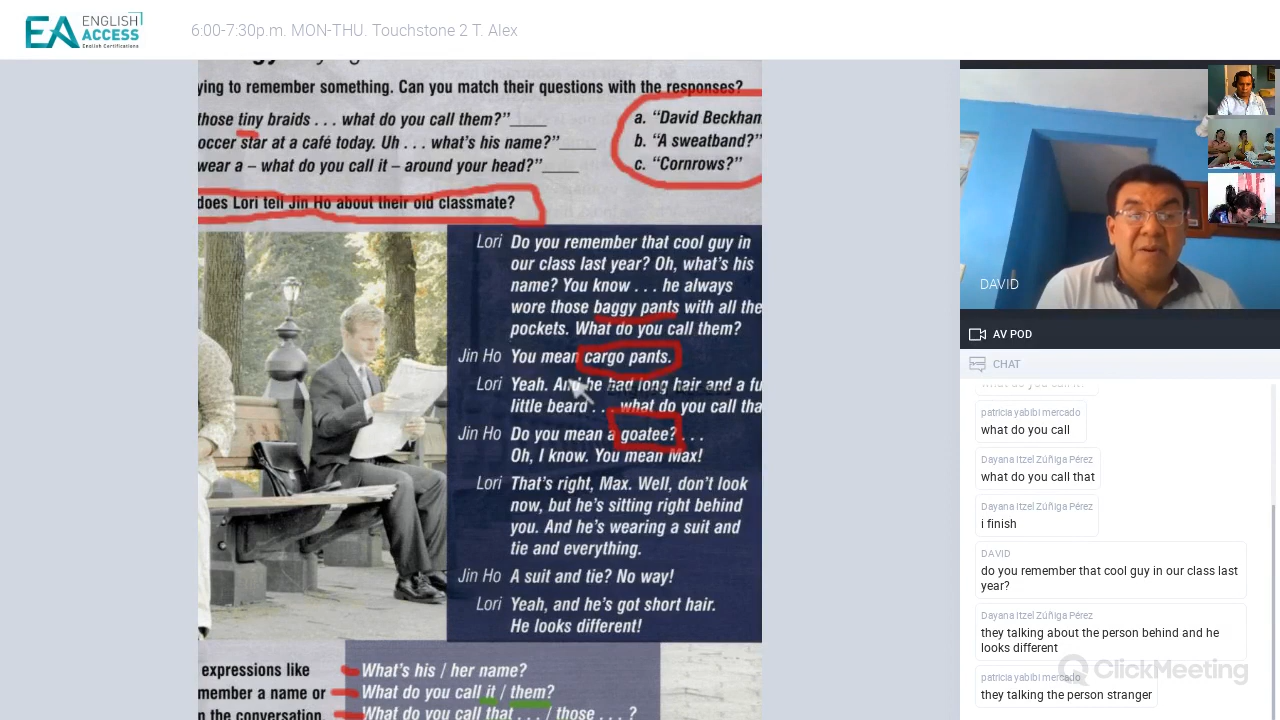 EA ENGLISH ACCESS
English Certifications
6:00-7:30p.m. MON-THU. Touchstone 2 T. Alex
ying to remember something. Can you match their questions with the responses?
those tiny braids . . . what do you call them?”____
occer star at a café today. Uh . . . what's his name?”____
wear a – what do you call it – around your head?”____
a. “David Beckham
b. “A sweatband?”
c. “Cornrows?”
does Lori tell Jin Ho about their old classmate?
Lori Do you remember that cool guy in
our class last year? Oh, what's his
name? You know . . . he always
wore those baggy pants with all the
pockets. What do you call them?
Jin Ho You mean cargo pants.
Lori Yeah. And he had long hair and a fu
little beard . . . what do you call tha
Jin Ho Do you mean a goatee? . . .
Oh, I know. You mean Max!
Lori That's right, Max. Well, don't look
now, but he's sitting right behind
you. And he's wearing a suit and
tie and everything.
Jin Ho A suit and tie? No way!
Lori Yeah, and he's got short hair.
He looks different!
expressions like
member a name or
n the conversation.
What's his / her name?
What do you call it / them?
What do you call that . . . / those . . . ?
DAVID
AV POD
CHAT
what do you call it?
patricia yabibi mercado
what do you call
Dayana Itzel Zúñiga Pérez
what do you call that
Dayana Itzel Zúñiga Pérez
i finish
DAVID
do you remember that cool guy in our class last
year?
Dayana Itzel Zúñiga Pérez
they talking about the person behind and he
looks different
patricia yabibi mercado
they talking the person stranger
ClickMeeting